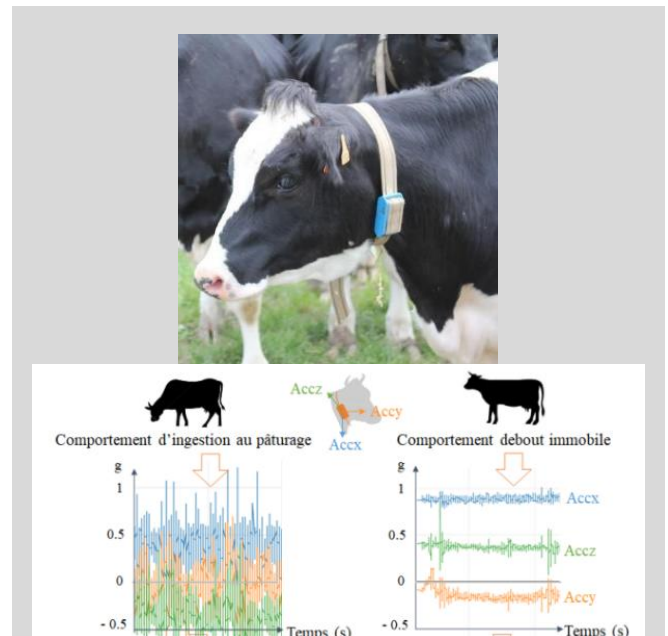 Accz
Accy
Accx
Comportement d'ingestion au pâturage
Comportement debout immobile
g
1
0.5
0
- 0.5
Temps (s)
g
1
0.5
0
- 0.5
Accx
Accz
Accy
Temps (s)